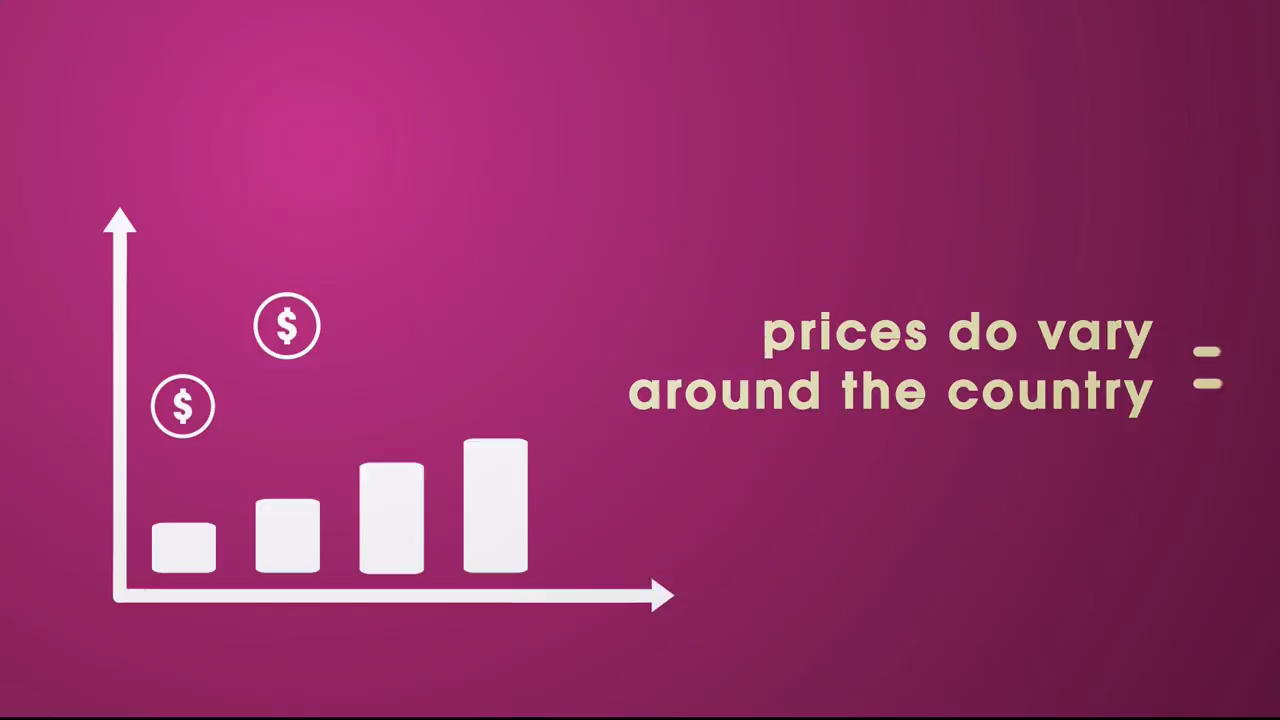 $
$
prices do vary
around the country